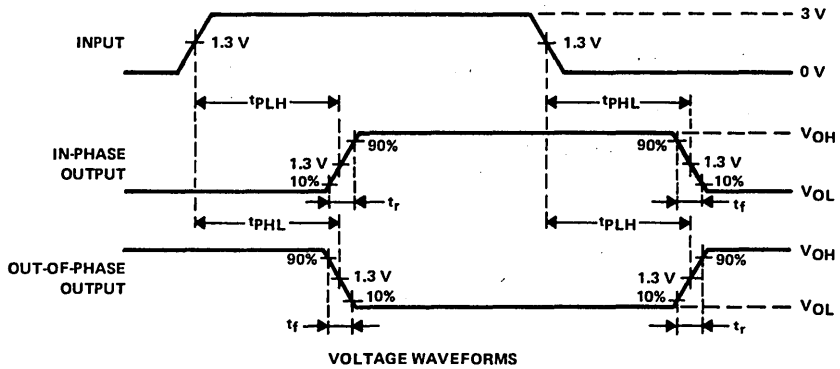 3 V
INPUT
1.3 V
1.3 V
0 V
tPLH
tPHL
VOH
IN-PHASE
OUTPUT
90%
90%
1.3 V
1.3 V
10%
10%
VOL
tr
tf
tPHL
tPLH
VOH
OUT-OF-PHASE
OUTPUT
90%
90%
1.3 V
1.3 V
10%
10%
VOL
tf
tr
VOLTAGE WAVEFORMS